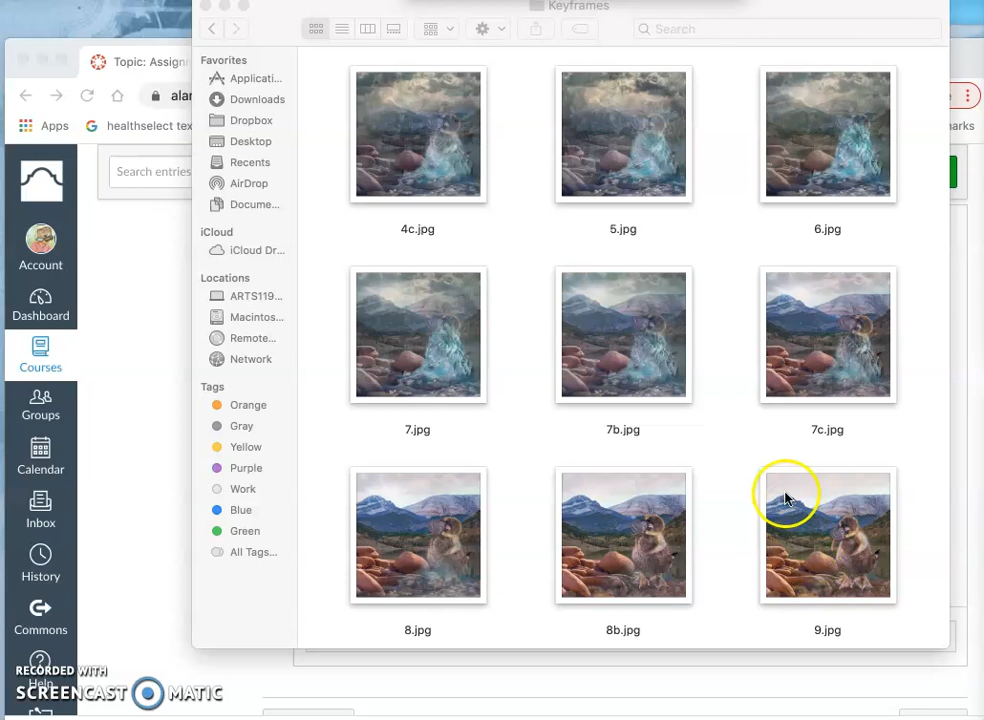 Keyframes
Search
Favorites
Applicati...
Downloads
Dropbox
Desktop
Recents
AirDrop
Docume...
iCloud
iCloud Dr...
Locations
ARTS119...
Macintos...
Remote...
Network
Tags
Orange
Gray
Yellow
Purple
Work
Blue
Green
All Tags...
4c.jpg
5.jpg
6.jpg
7.jpg
7b.jpg
7c.jpg
8.jpg
8b.jpg
9.jpg
Topic: Assign
alar
Apps
healthselect tex
marks
Search entries
Account
Dashboard
Courses
Groups
Calendar
Inbox
History
Commons
Help
RECORDED WITH
SCREENCAST MATIC